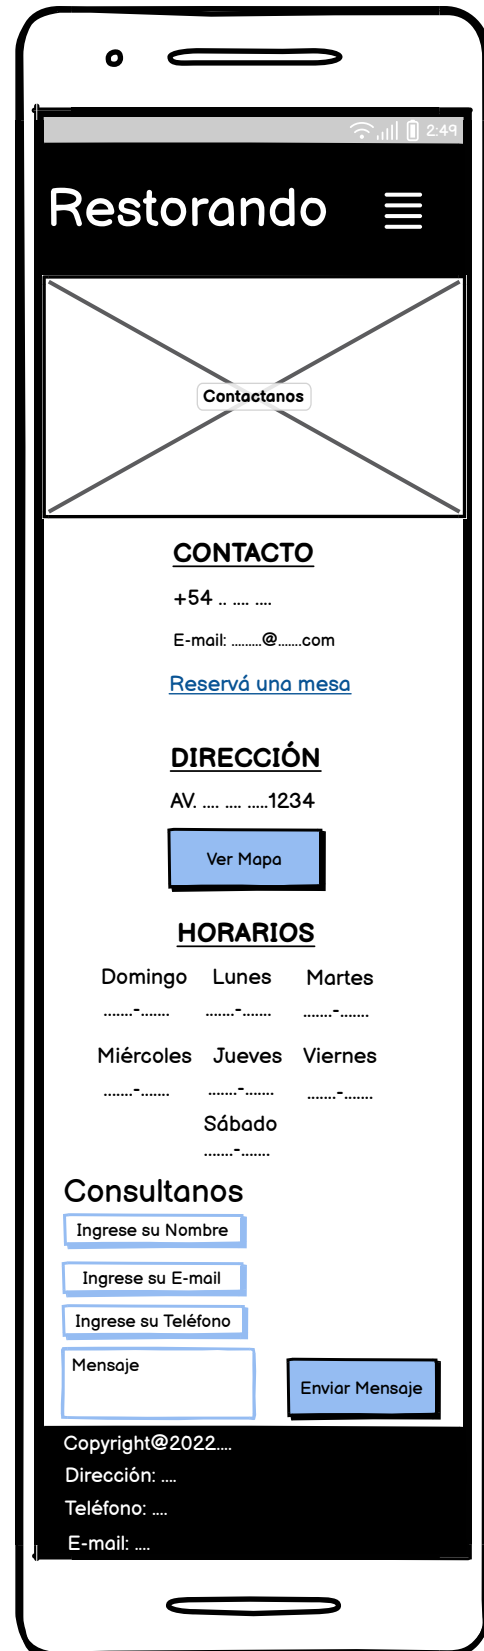 2:49
Restorando
Contactanos
CONTACTO
+54 .. .... ....
E-mail: .........@.......com
Reservá una mesa
DIRECCIÓN
AV. .... .... .....1234
Ver Mapa
HORARIOS
Domingo Lunes Martes
.......-....... .......-....... .......-.......
Miércoles Jueves Viernes
.......-....... .......-....... .......-.......
Sábado
.......-.......
Consultanos
Ingrese su Nombre
Ingrese su E-mail
Ingrese su Teléfono
Mensaje
Enviar Mensaje
Copyright@2022....
Dirección: ....
Teléfono: ....
E-mail: ....